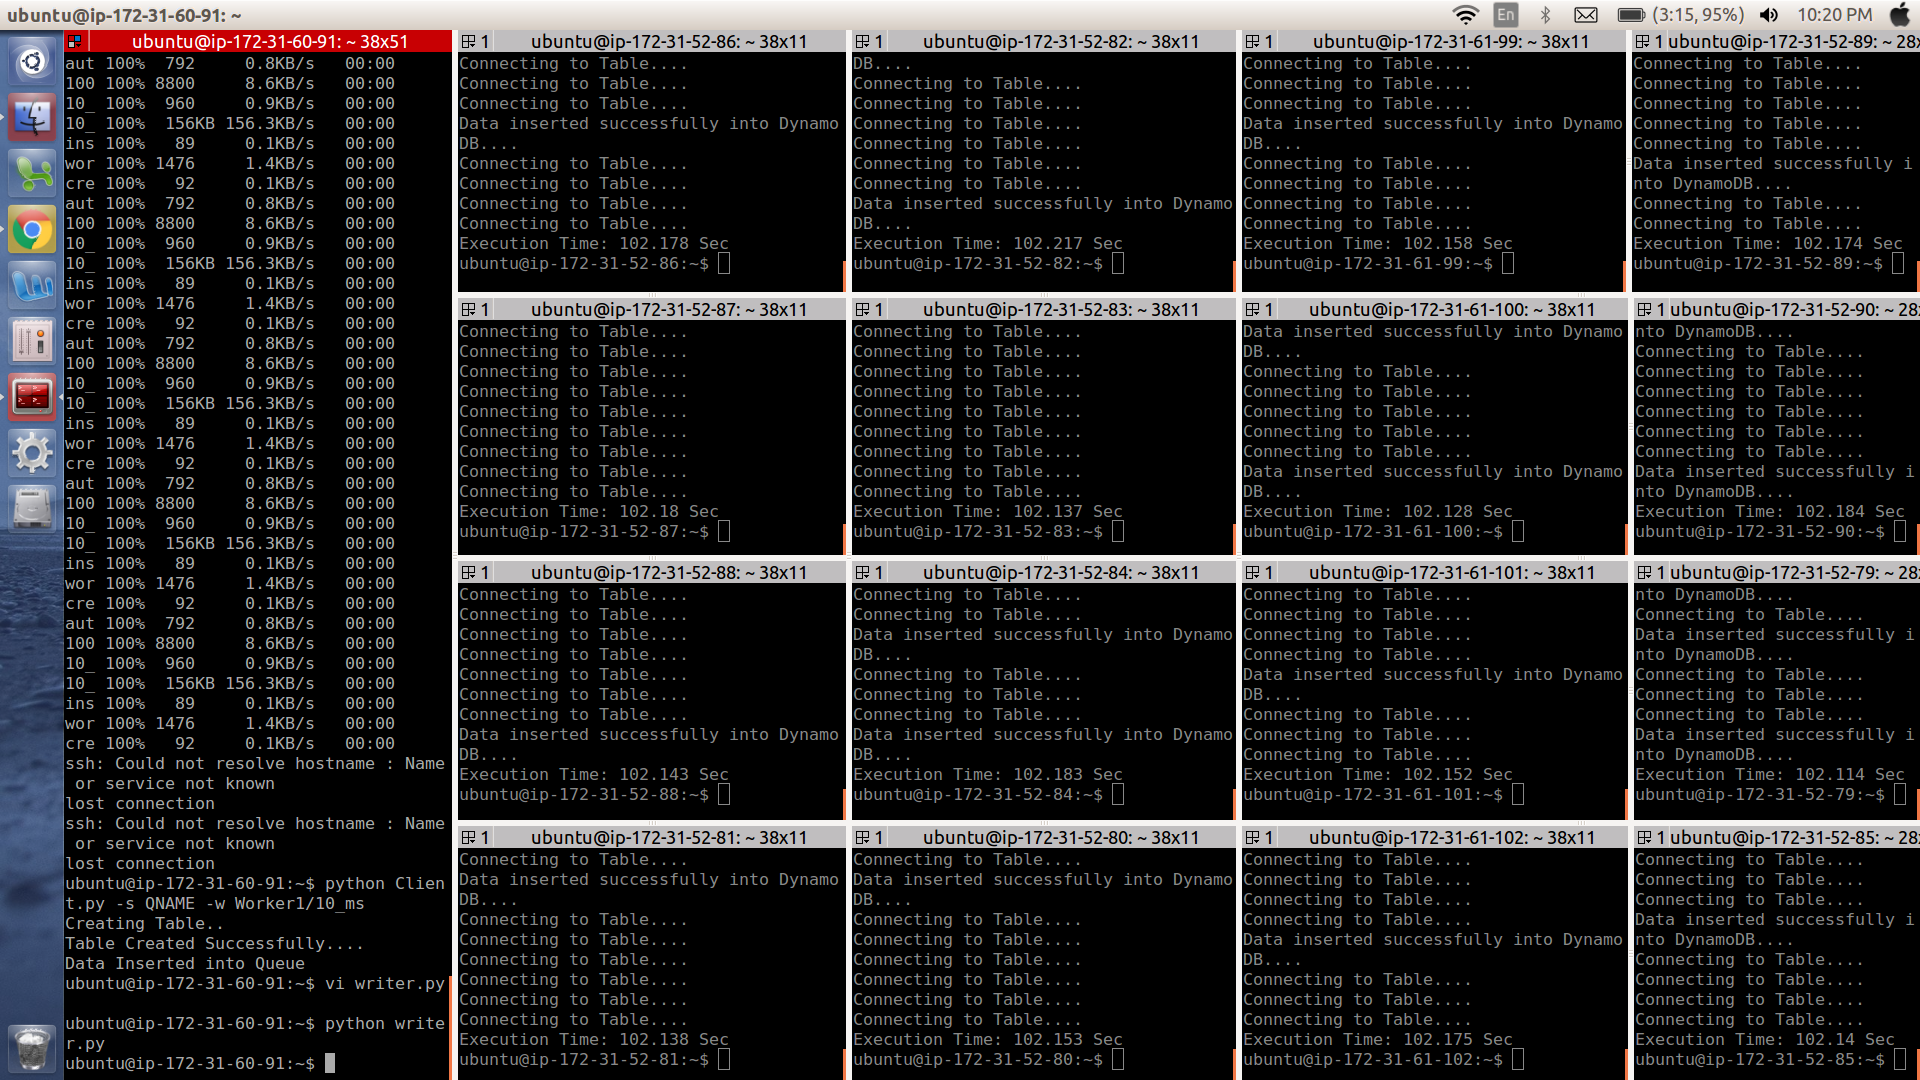 ubuntu@ip-172-31-60-91: ~
En
(3:15, 95%)
10:20 PM
ubuntu@ip-172-31-60-91: ~ 38x51
aut 100%  792     0.8KB/s   00:00
100 100% 8800     8.6KB/s   00:00
10_ 100%  960     0.9KB/s   00:00
10_ 100%  156KB 156.3KB/s   00:00
ins 100%   89     0.1KB/s   00:00
wor 100% 1476     1.4KB/s   00:00
cre 100%   92     0.1KB/s   00:00
aut 100%  792     0.8KB/s   00:00
100 100% 8800     8.6KB/s   00:00
10_ 100%  960     0.9KB/s   00:00
10_ 100%  156KB 156.3KB/s   00:00
ins 100%   89     0.1KB/s   00:00
wor 100% 1476     1.4KB/s   00:00
cre 100%   92     0.1KB/s   00:00
aut 100%  792     0.8KB/s   00:00
100 100% 8800     8.6KB/s   00:00
10_ 100%  960     0.9KB/s   00:00
10_ 100%  156KB 156.3KB/s   00:00
ins 100%   89     0.1KB/s   00:00
wor 100% 1476     1.4KB/s   00:00
cre 100%   92     0.1KB/s   00:00
aut 100%  792     0.8KB/s   00:00
100 100% 8800     8.6KB/s   00:00
10_ 100%  960     0.9KB/s   00:00
10_ 100%  156KB 156.3KB/s   00:00
ins 100%   89     0.1KB/s   00:00
wor 100% 1476     1.4KB/s   00:00
cre 100%   92     0.1KB/s   00:00
aut 100%  792     0.8KB/s   00:00
100 100% 8800     8.6KB/s   00:00
10_ 100%  960     0.9KB/s   00:00
10_ 100%  156KB 156.3KB/s   00:00
ins 100%   89     0.1KB/s   00:00
wor 100% 1476     1.4KB/s   00:00
cre 100%   92     0.1KB/s   00:00
ssh: Could not resolve hostname : Name
 or service not known
lost connection
ssh: Could not resolve hostname : Name
 or service not known
lost connection
ubuntu@ip-172-31-60-91:~$ python Clien
t.py -s QNAME -w Worker1/10_ms
Creating Table..
Table Created Successfully....
Data Inserted into Queue
ubuntu@ip-172-31-60-91:~$ vi writer.py
ubuntu@ip-172-31-60-91:~$ python write
r.py
ubuntu@ip-172-31-60-91:~$
1 ubuntu@ip-172-31-52-86: ~ 38x11
Connecting to Table....
Connecting to Table....
Connecting to Table....
Data inserted successfully into Dynamo
DB....
Connecting to Table....
Connecting to Table....
Connecting to Table....
Connecting to Table....
Execution Time: 102.178 Sec
ubuntu@ip-172-31-52-86:~$
1 ubuntu@ip-172-31-52-82: ~ 38x11
DB....
Connecting to Table....
Connecting to Table....
Connecting to Table....
Connecting to Table....
Connecting to Table....
Connecting to Table....
Data inserted successfully into Dynamo
DB....
Execution Time: 102.217 Sec
ubuntu@ip-172-31-52-82:~$
1 ubuntu@ip-172-31-61-99: ~ 38x11
Connecting to Table....
Connecting to Table....
Connecting to Table....
Data inserted successfully into Dynamo
DB....
Connecting to Table....
Connecting to Table....
Connecting to Table....
Connecting to Table....
Execution Time: 102.158 Sec
ubuntu@ip-172-31-61-99:~$
1 ubuntu@ip-172-31-52-89: ~ 28x
Connecting to Table....
Connecting to Table....
Connecting to Table....
Connecting to Table....
Connecting to Table....
Data inserted successfully i
nto DynamoDB....
Connecting to Table....
Connecting to Table....
Execution Time: 102.174 Sec
ubuntu@ip-172-31-52-89:~$
1 ubuntu@ip-172-31-52-87: ~ 38x11
Connecting to Table....
Connecting to Table....
Connecting to Table....
Connecting to Table....
Connecting to Table....
Connecting to Table....
Connecting to Table....
Connecting to Table....
Connecting to Table....
Execution Time: 102.18 Sec
ubuntu@ip-172-31-52-87:~$
1 ubuntu@ip-172-31-52-83: ~ 38x11
Connecting to Table....
Connecting to Table....
Connecting to Table....
Connecting to Table....
Connecting to Table....
Connecting to Table....
Connecting to Table....
Connecting to Table....
Connecting to Table....
Execution Time: 102.137 Sec
ubuntu@ip-172-31-52-83:~$
1 ubuntu@ip-172-31-61-100: ~ 38x11
Data inserted successfully into Dynamo
DB....
Connecting to Table....
Connecting to Table....
Connecting to Table....
Connecting to Table....
Connecting to Table....
Data inserted successfully into Dynamo
DB....
Execution Time: 102.128 Sec
ubuntu@ip-172-31-61-100:~$
1 ubuntu@ip-172-31-52-90: ~ 28x
nto DynamoDB....
Connecting to Table....
Connecting to Table....
Connecting to Table....
Connecting to Table....
Connecting to Table....
Connecting to Table....
Data inserted successfully i
nto DynamoDB....
Execution Time: 102.184 Sec
ubuntu@ip-172-31-52-90:~$
1 ubuntu@ip-172-31-52-88: ~ 38x11
Connecting to Table....
Connecting to Table....
Connecting to Table....
Connecting to Table....
Connecting to Table....
Connecting to Table....
Connecting to Table....
Data inserted successfully into Dynamo
DB....
Execution Time: 102.143 Sec
ubuntu@ip-172-31-52-88:~$
1 ubuntu@ip-172-31-52-84: ~ 38x11
Connecting to Table....
Connecting to Table....
Data inserted successfully into Dynamo
DB....
Connecting to Table....
Connecting to Table....
Connecting to Table....
Data inserted successfully into Dynamo
DB....
Execution Time: 102.183 Sec
ubuntu@ip-172-31-52-84:~$
1 ubuntu@ip-172-31-61-101: ~ 38x11
Connecting to Table....
Connecting to Table....
Connecting to Table....
Connecting to Table....
Data inserted successfully into Dynamo
DB....
Connecting to Table....
Connecting to Table....
Connecting to Table....
Execution Time: 102.152 Sec
ubuntu@ip-172-31-61-101:~$
1 ubuntu@ip-172-31-52-79: ~ 28x
nto DynamoDB....
Connecting to Table....
Data inserted successfully i
nto DynamoDB....
Connecting to Table....
Connecting to Table....
Connecting to Table....
Data inserted successfully i
nto DynamoDB....
Execution Time: 102.114 Sec
ubuntu@ip-172-31-52-79:~$
1 ubuntu@ip-172-31-52-81: ~ 38x11
Connecting to Table....
Data inserted successfully into Dynamo
DB....
Connecting to Table....
Connecting to Table....
Connecting to Table....
Connecting to Table....
Connecting to Table....
Connecting to Table....
Execution Time: 102.138 Sec
ubuntu@ip-172-31-52-81:~$
1 ubuntu@ip-172-31-52-80: ~ 38x11
Connecting to Table....
Data inserted successfully into Dynamo
DB....
Connecting to Table....
Connecting to Table....
Connecting to Table....
Connecting to Table....
Connecting to Table....
Connecting to Table....
Execution Time: 102.153 Sec
ubuntu@ip-172-31-52-80:~$
1 ubuntu@ip-172-31-61-102: ~ 38x11
Connecting to Table....
Connecting to Table....
Connecting to Table....
Connecting to Table....
Data inserted successfully into Dynamo
DB....
Connecting to Table....
Connecting to Table....
Connecting to Table....
Execution Time: 102.175 Sec
ubuntu@ip-172-31-61-102:~$
1 ubuntu@ip-172-31-52-85: ~ 28x
Connecting to Table....
Connecting to Table....
Connecting to Table....
Data inserted successfully i
nto DynamoDB....
Connecting to Table....
Connecting to Table....
Connecting to Table....
Connecting to Table....
Execution Time: 102.14 Sec
ubuntu@ip-172-31-52-85:~$